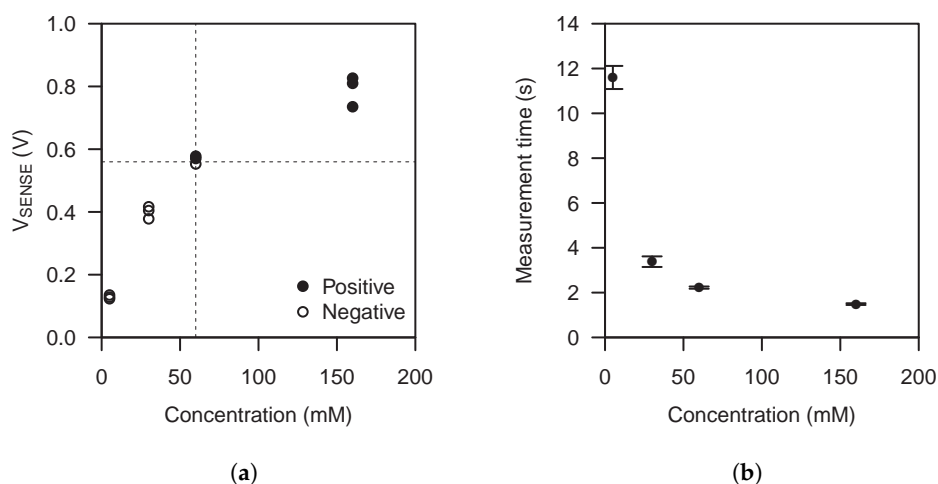 1.0
0.8
0.6
0.4
0.2
0.0
V_SENSE (V)
Positive
Negative
0 50 100 150 200
Concentration (mM)
(a)
14
12
10
8
6
4
2
0
Measurement time (s)
0 50 100 150 200
Concentration (mM)
(b)